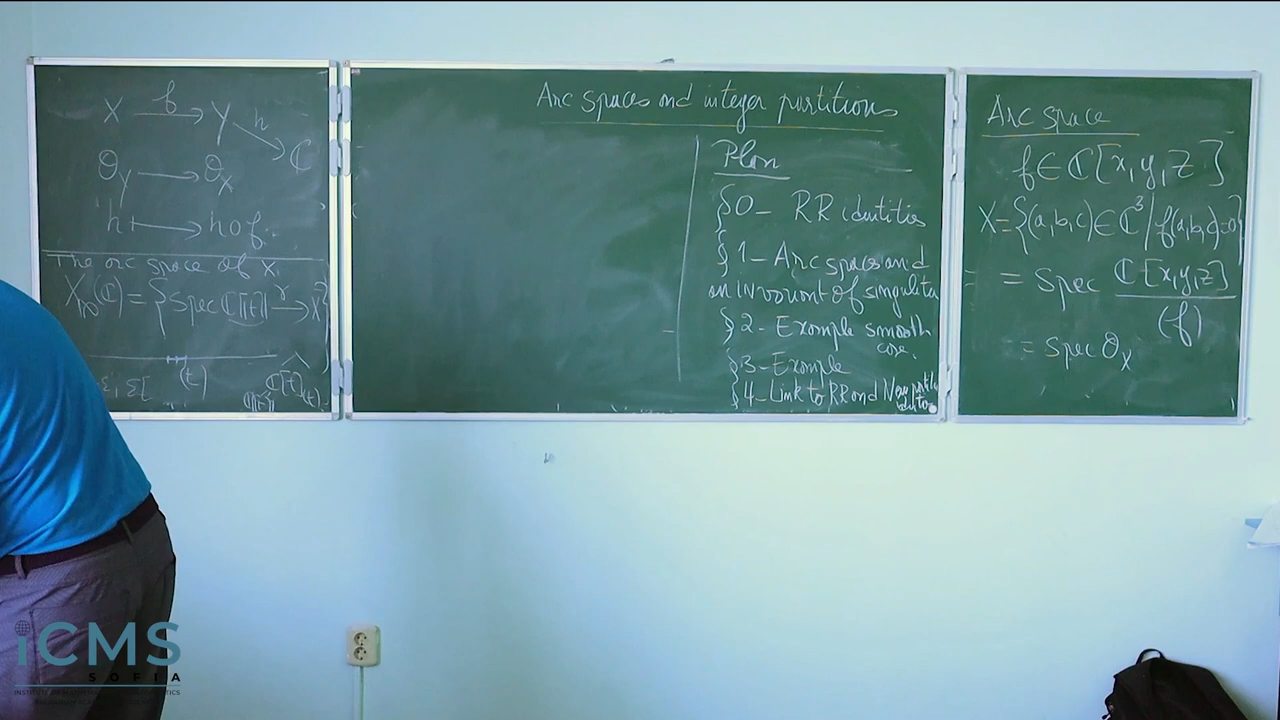 X —f→ Y —h→ ℂ
𝒪_Y ⟶ 𝒪_X
h ⟼ h∘f.
The arc space of X.
X_∞(ℂ) = {Spec ℂ[[t]] —γ→ X}
(t)
Arc spaces and integer partitions
Plan
§0- RR identities
§1- Arc spaces and
an invariant of singularities
§2- Example smooth
case.
§3- Example
§4- Link to RR and New partition
Arc space
f ∈ ℂ[x,y,z]
X = {(a,b,c) ∈ ℂ³ / f(a,b,c)=0}
= Spec ℂ[x,y,z] / (f)
= Spec 𝒪_X
iCMS
SOFIA